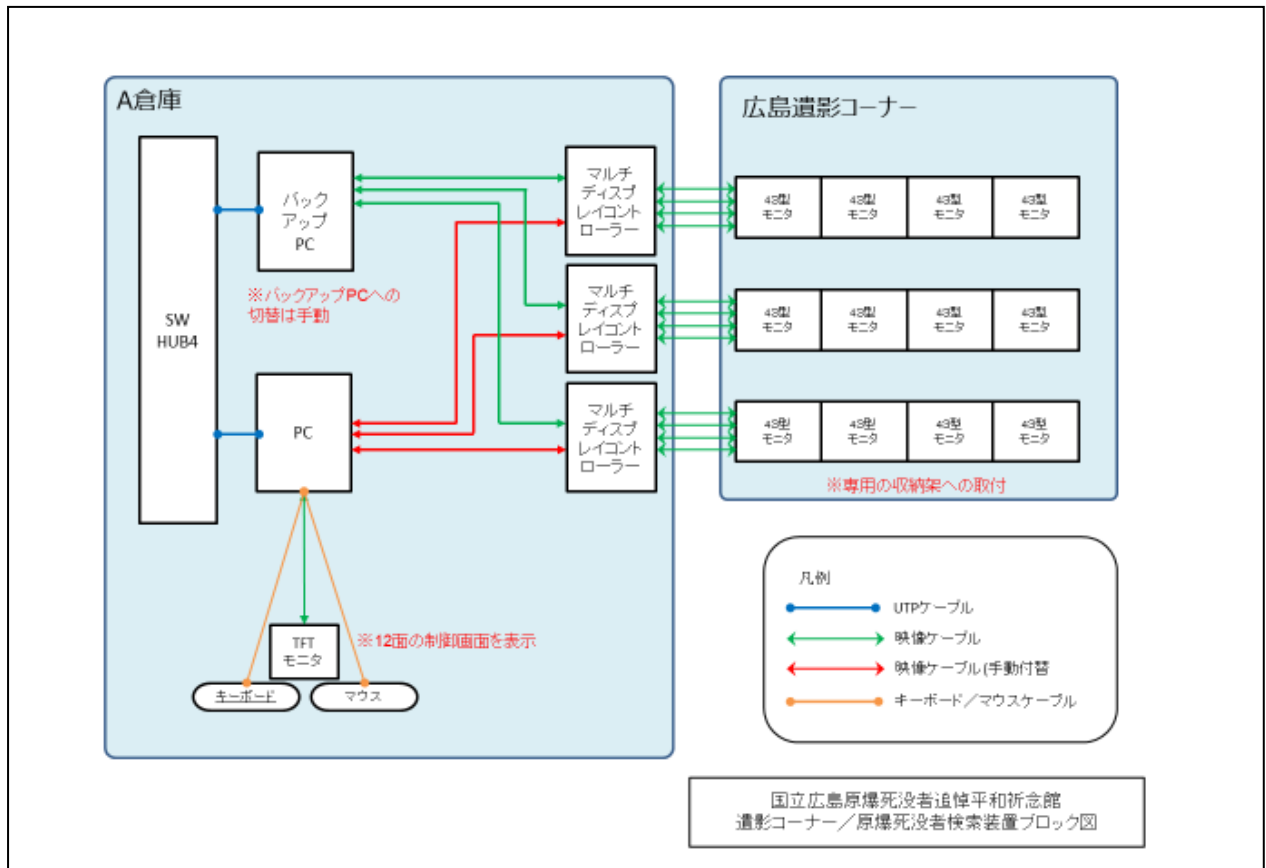 A倉庫
SW
HUB4
バック
アップ
PC
※バックアップPCへの
切替は手動
PC
TFT
モニタ
※12面の制御画面を表示
キーボード
マウス
マルチ
ディスプ
レイコント
ローラー
マルチ
ディスプ
レイコント
ローラー
マルチ
ディスプ
レイコント
ローラー
広島遺影コーナー
43型
モニタ
43型
モニタ
43型
モニタ
43型
モニタ
43型
モニタ
43型
モニタ
43型
モニタ
43型
モニタ
43型
モニタ
43型
モニタ
43型
モニタ
43型
モニタ
※専用の収納架への取付
凡例
UTPケーブル
映像ケーブル
映像ケーブル(手動付替
キーボード／マウスケーブル
国立広島原爆死没者追悼平和祈念館
遺影コーナー／原爆死没者検索装置ブロック図